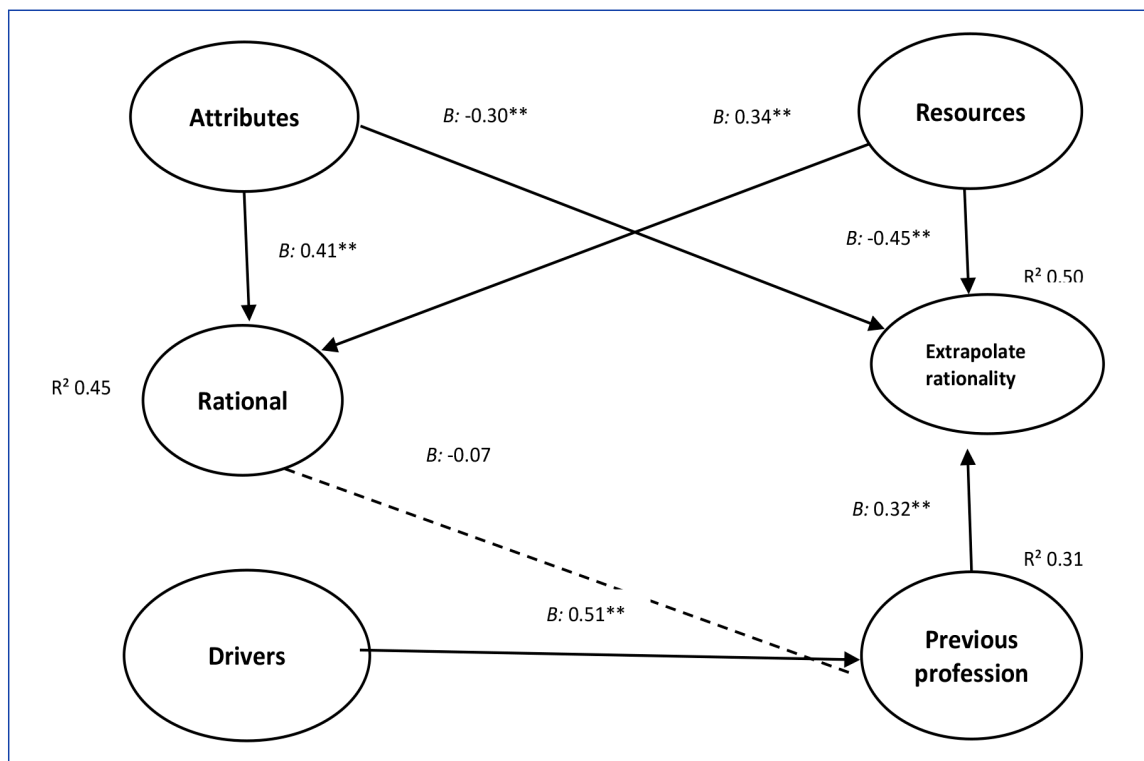 Attributes
B: -0.30**
B: 0.34**
Resources
B: 0.41**
B: -0.45**
R² 0.50
Extrapolate
rationality
R² 0.45
Rational
B: -0.07
B: 0.32**
R² 0.31
B: 0.51**
Drivers
Previous
profession